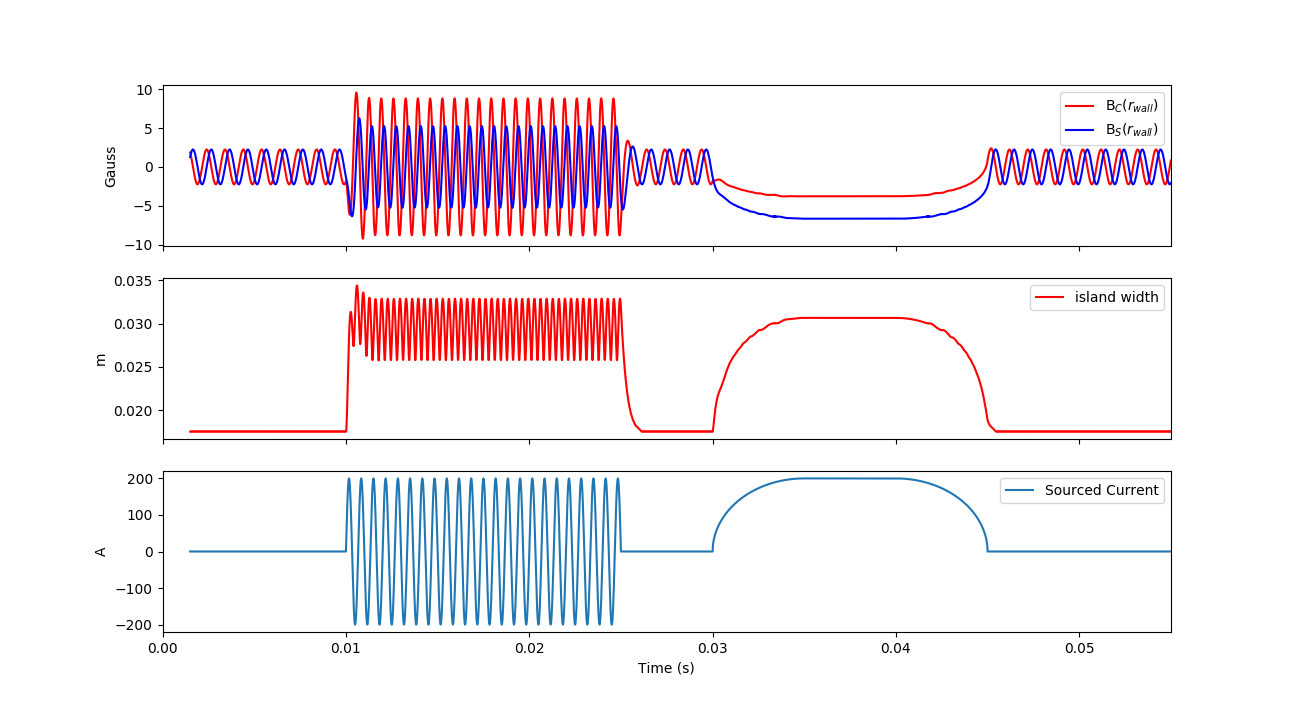 10
5
0
−5
−10
Gauss
B_C(r_wall)
B_S(r_wall)
0.035
0.030
0.025
0.020
m
island width
200
100
0
−100
−200
A
Sourced Current
0.00 0.01 0.02 0.03 0.04 0.05
Time (s)